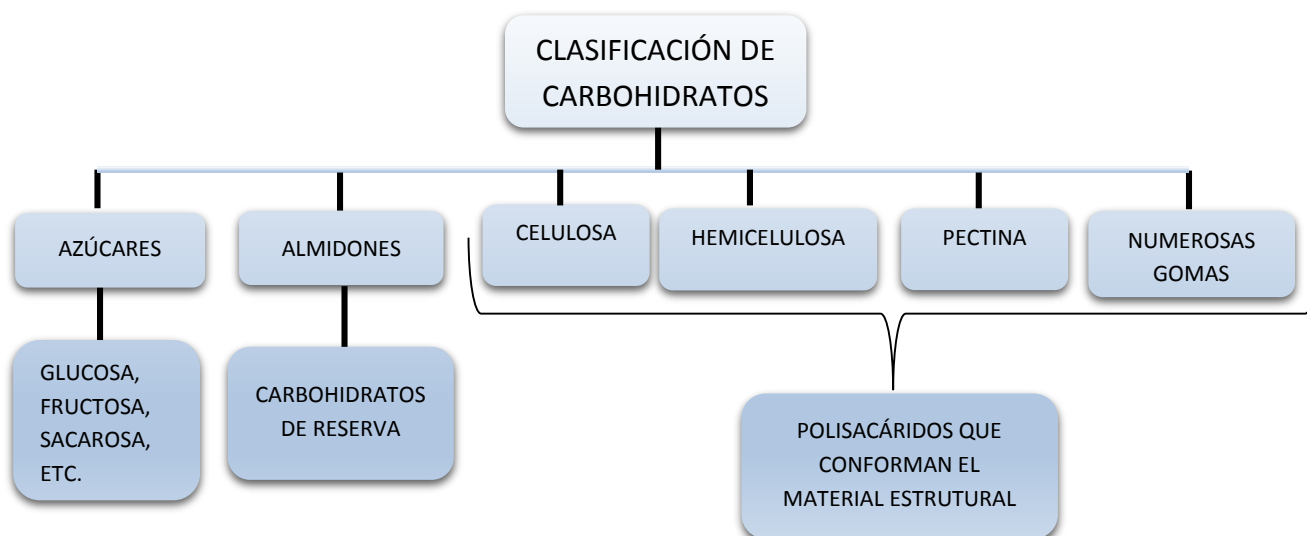 CLASIFICACIÓN DE
CARBOHIDRATOS
AZÚCARES
ALMIDONES
CELULOSA
HEMICELULOSA
PECTINA
NUMEROSAS
GOMAS
GLUCOSA,
FRUCTOSA,
SACAROSA,
ETC.
CARBOHIDRATOS
DE RESERVA
POLISACÁRIDOS QUE
CONFORMAN EL
MATERIAL ESTRUTURAL